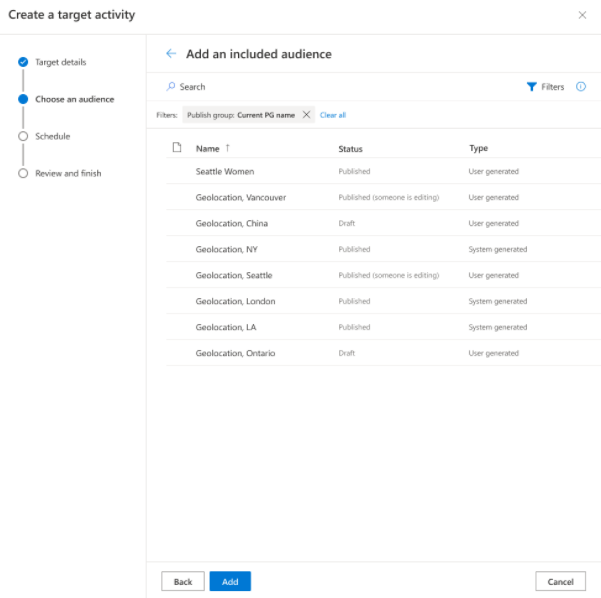 Create a target activity
Target details
Choose an audience
Schedule
Review and finish
Add an included audience
Search
Filters
Filters: Publish group: Current PG name Clear all
Name ↑ Status Type
Seattle Women Published User generated
Geolocation, Vancouver Published (someone is editing) User generated
Geolocation, China Draft User generated
Geolocation, NY Published System generated
Geolocation, Seattle Published (someone is editing) User generated
Geolocation, London Published System generated
Geolocation, LA Published System generated
Geolocation, Ontario Draft User generated
Back Add Cancel